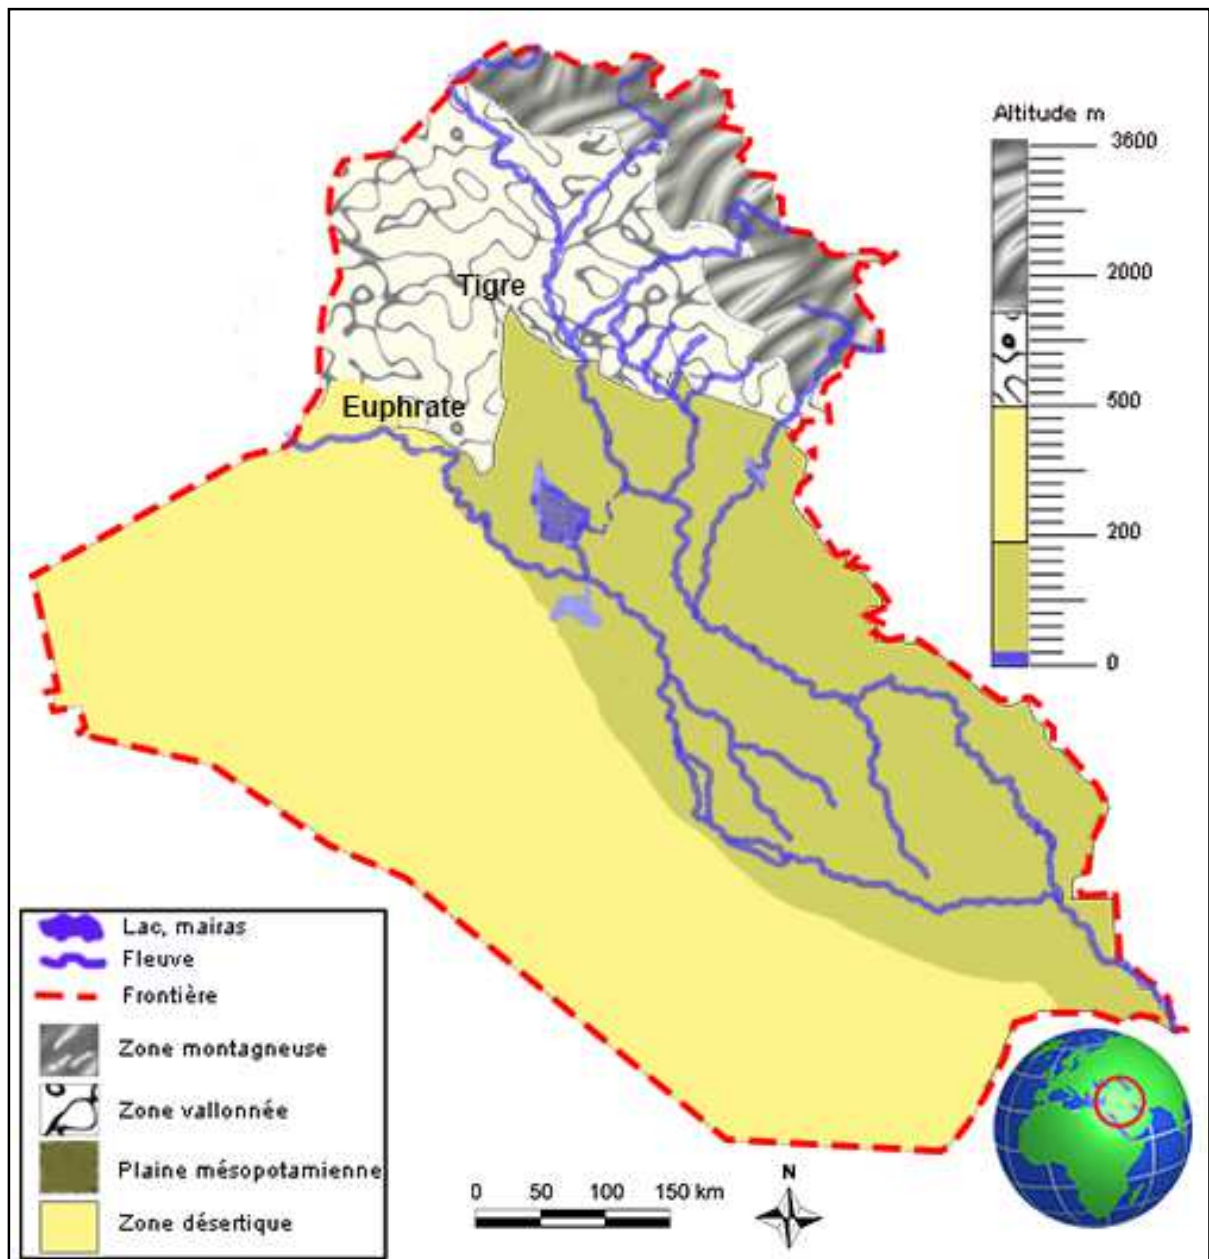 Altitude m
3600
2000
500
200
0
Tigre
Euphrate
Lac, mairas
Fleuve
Frontière
Zone montagneuse
Zone vallonnée
Plaine mésopotamienne
Zone désertique
0 50 100 150 km
N